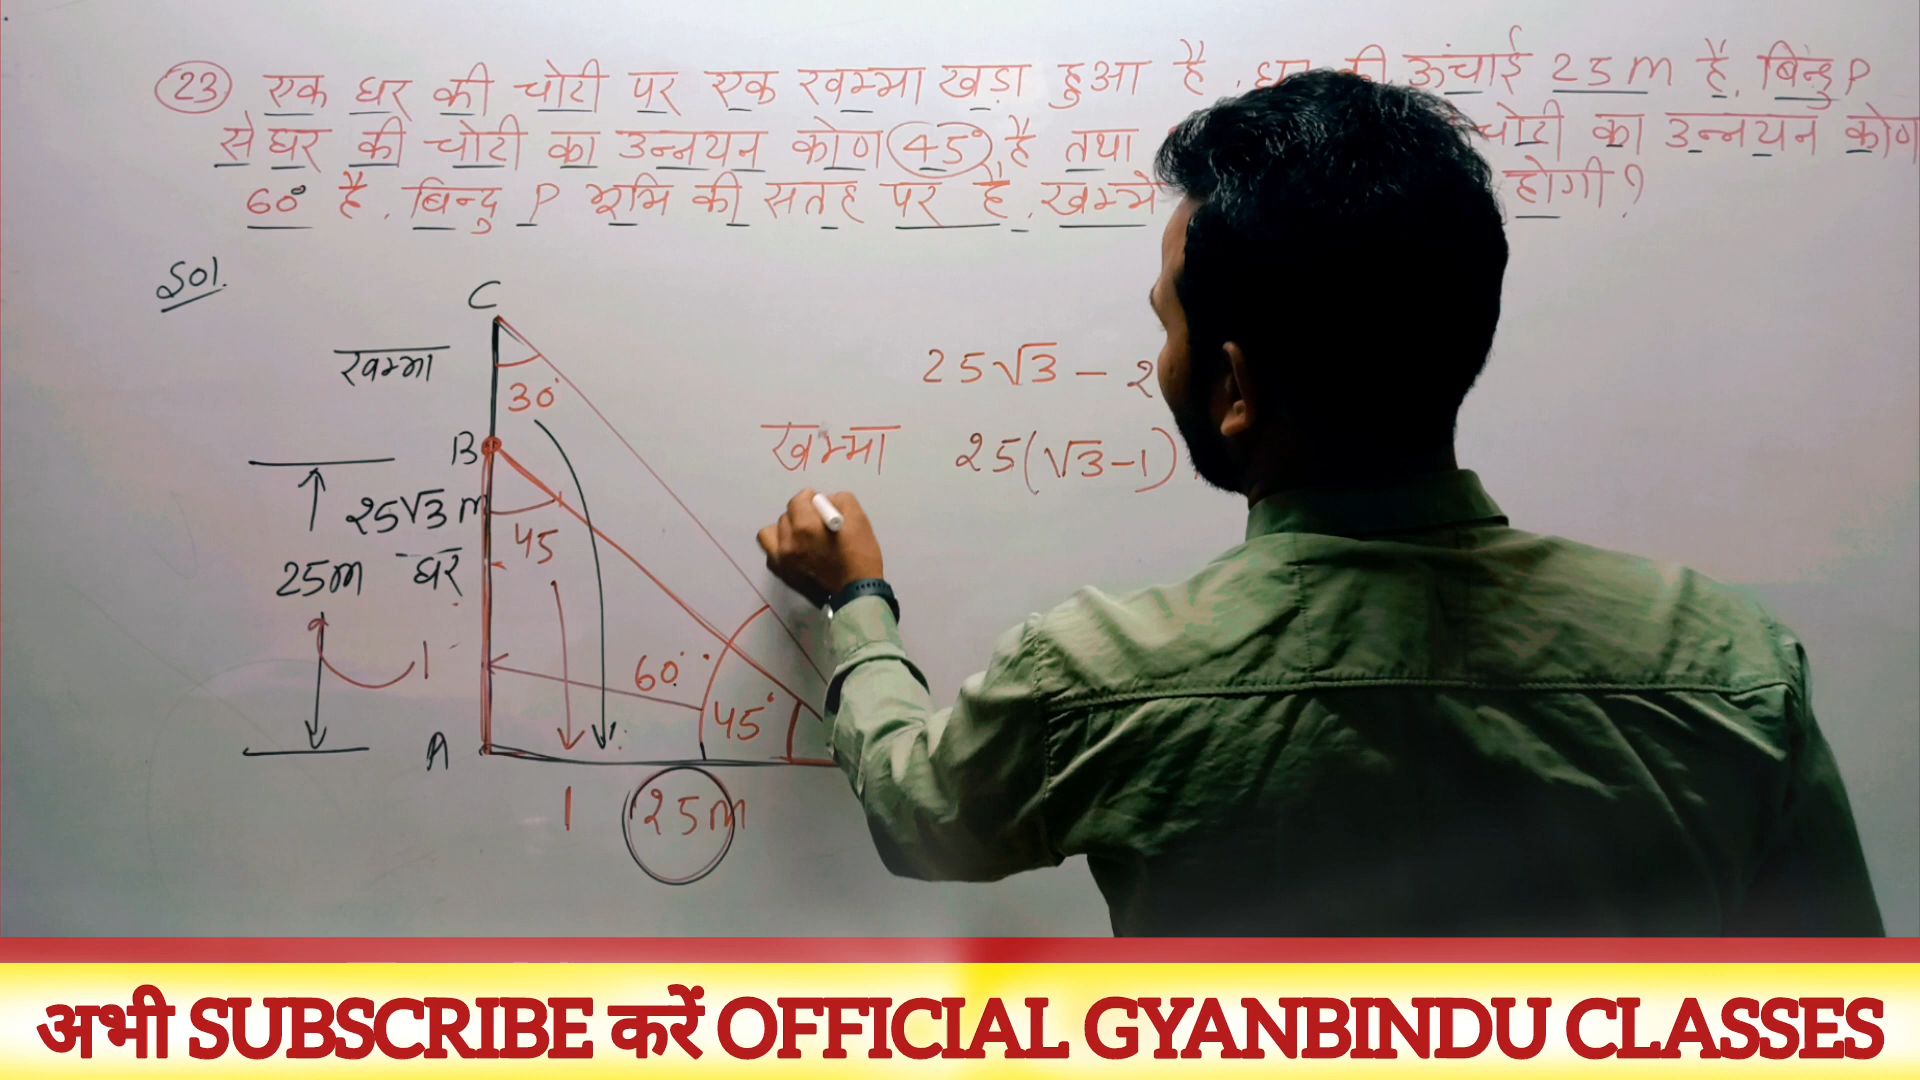 23 एक घर की चोटी पर एक खम्भा खड़ा हुआ है. की ऊंचाई 25 m है. बिन्दु P
से घर की चोटी का उन्नयन कोण 45° है तथा चोटी का उन्नयन कोण
60° है. बिन्दु P भूमि की सतह पर है. खम्भे होगी ?
Sol.
C
खम्भा
30°
25√3 - 2
खम्भा 25(√3-1)
B
25√3 m
45
25m घर
1
60°
45°
A
1 25m
अभी SUBSCRIBE करें OFFICIAL GYANBINDU CLASSES